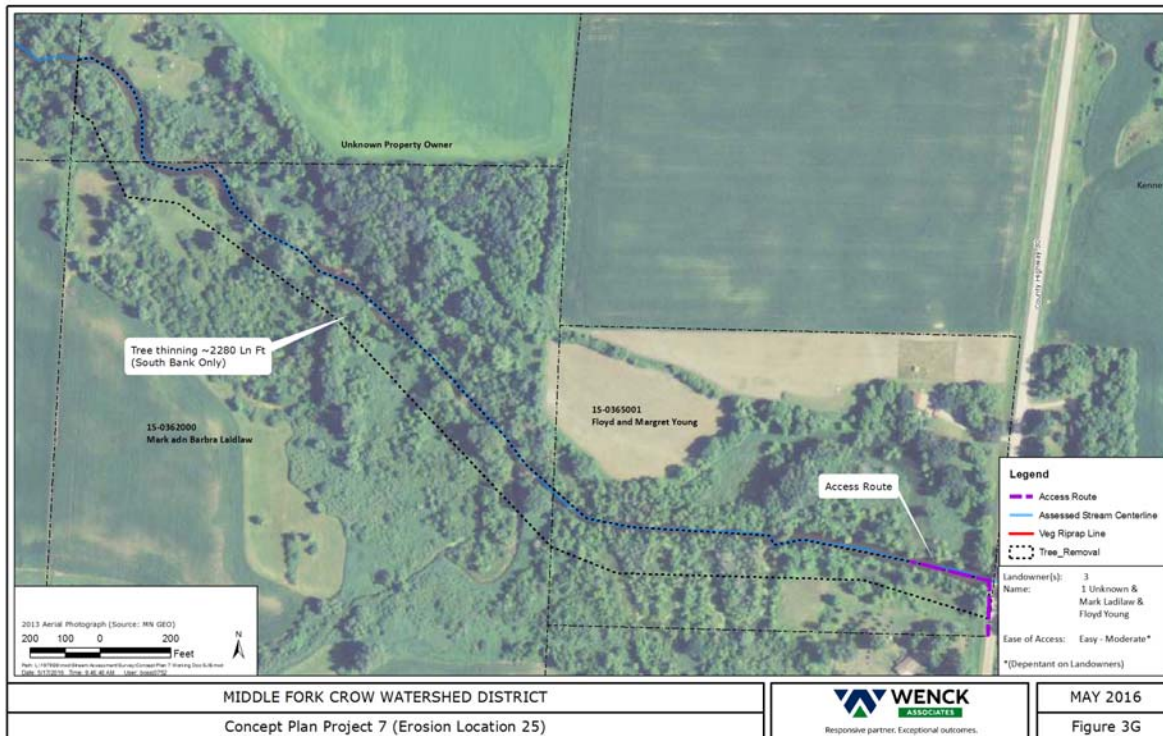 Unknown Property Owner
Kenne
County Highway 30
Tree thinning ~2280 Ln Ft
(South Bank Only)
15-0365001
Floyd and Margret Young
15-0362000
Mark adn Barbra Laidlaw
Access Route
Legend
Access Route
Assessed Stream Centerline
Veg Riprap Line
Tree_Removal
Landowner(s): 3
Name: 1 Unknown &
Mark Ladilaw &
Floyd Young
Ease of Access: Easy - Moderate*
*(Dependant on Landowners)
2013 Aerial Photograph (Source: MN GEO)
200 100 0 200
Feet
N
MIDDLE FORK CROW WATERSHED DISTRICT
Concept Plan Project 7 (Erosion Location 25)
WENCK
ASSOCIATES
Responsive partner. Exceptional outcomes.
MAY 2016
Figure 3G